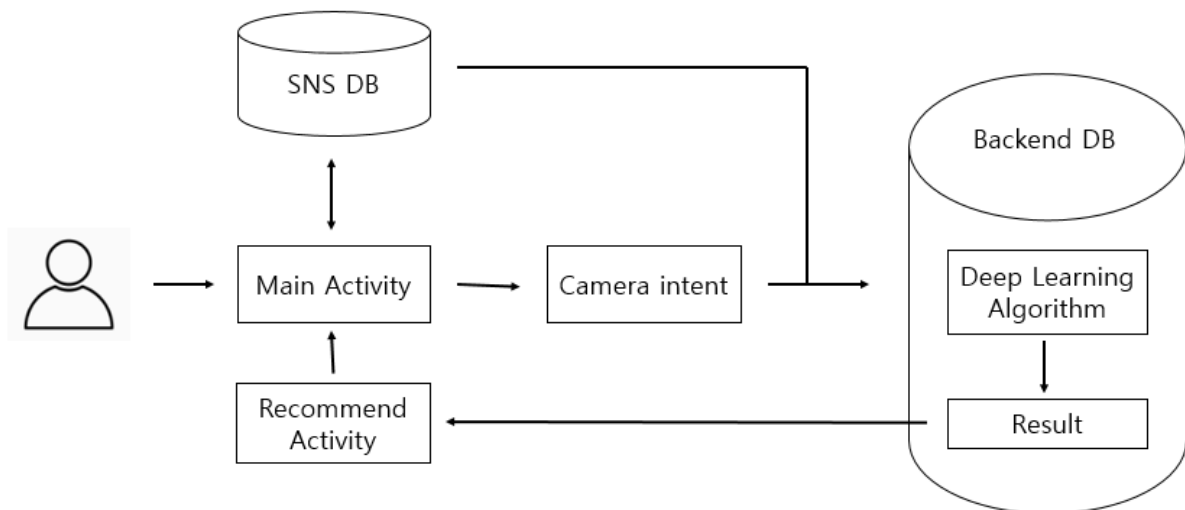 SNS DB
Backend DB
Main Activity
Camera intent
Deep Learning
Algorithm
Recommend
Activity
Result